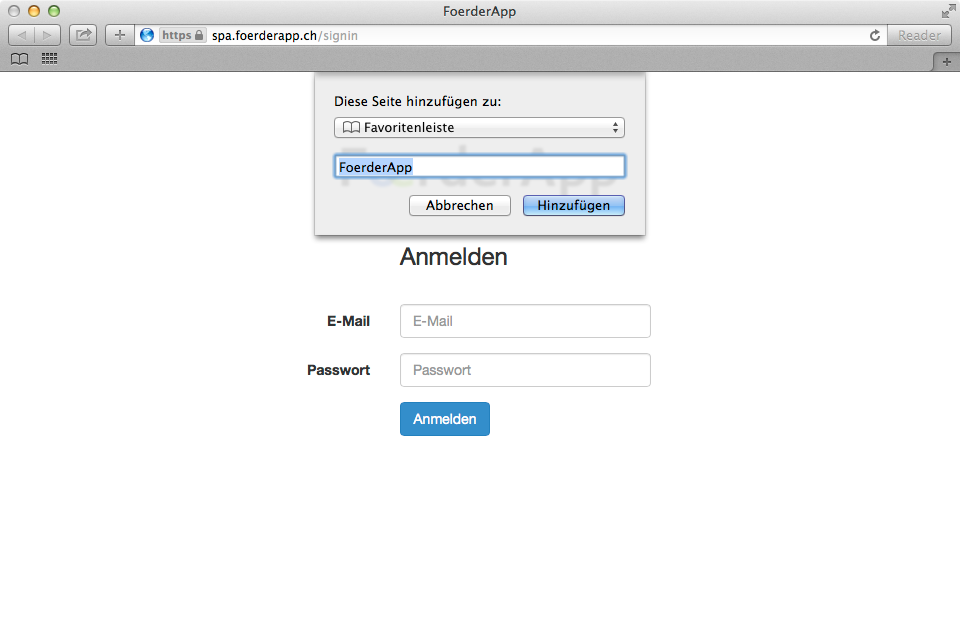 FoerderApp
https spa.foerderapp.ch/signin Reader
Diese Seite hinzufügen zu:
Favoritenleiste
FoerderApp
FoerderApp
Abbrechen Hinzufügen
Anmelden
E-Mail E-Mail
Passwort Passwort
Anmelden